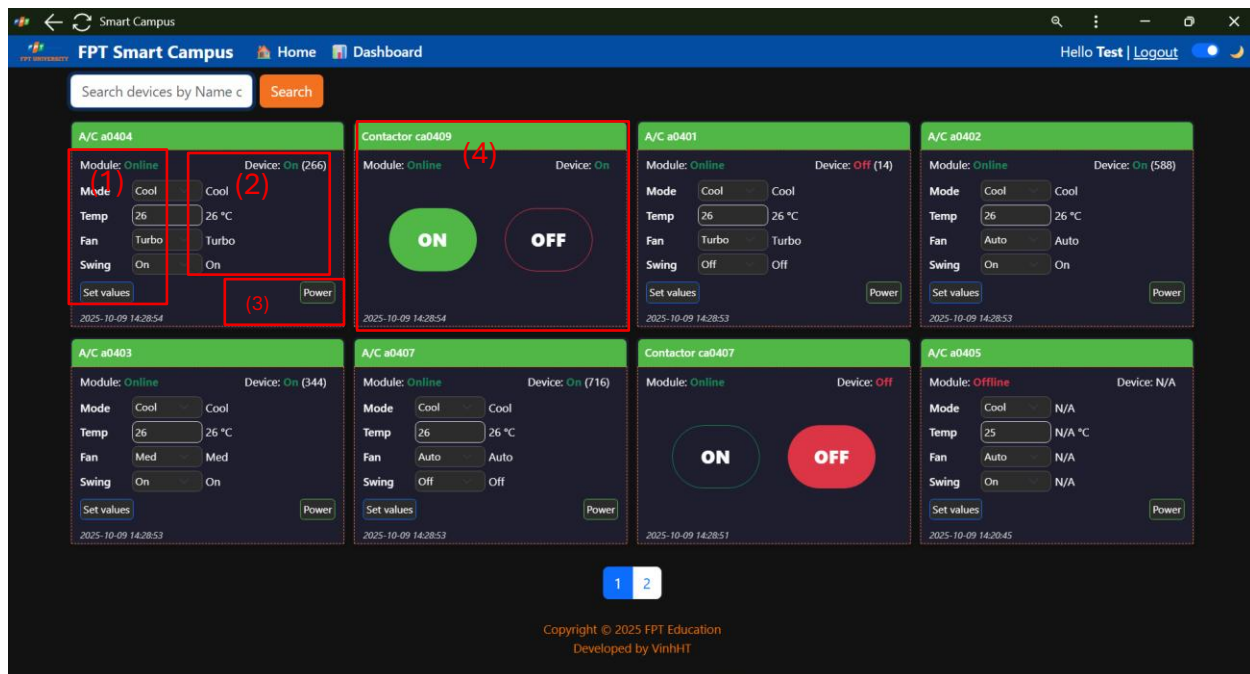 Smart Campus
FPT UNIVERSITY FPT Smart Campus Home Dashboard Hello Test | Logout
Search devices by Name c Search
A/C a0404
Module: Online Device: On (266)
(1) (2)
Mode Cool Cool
Temp 26 26 °C
Fan Turbo Turbo
Swing On On
Set values (3) Power
2025-10-09 14:28:54
Contactor ca0409
Module: Online (4) Device: On
ON OFF
2025-10-09 14:28:54
A/C a0401
Module: Online Device: Off (14)
Mode Cool Cool
Temp 26 26 °C
Fan Turbo Turbo
Swing Off Off
Set values Power
2025-10-09 14:28:53
A/C a0402
Module: Online Device: On (588)
Mode Cool Cool
Temp 26 26 °C
Fan Auto Auto
Swing On On
Set values Power
2025-10-09 14:28:53
A/C a0403
Module: Online Device: On (344)
Mode Cool Cool
Temp 26 26 °C
Fan Med Med
Swing On On
Set values Power
2025-10-09 14:28:53
A/C a0407
Module: Online Device: On (716)
Mode Cool Cool
Temp 26 26 °C
Fan Auto Auto
Swing Off Off
Set values Power
2025-10-09 14:28:53
Contactor ca0407
Module: Online Device: Off
ON OFF
2025-10-09 14:28:51
A/C a0405
Module: Offline Device: N/A
Mode Cool N/A
Temp 25 N/A °C
Fan Auto N/A
Swing On N/A
Set values Power
2025-10-09 14:20:45
1 2
Copyright © 2025 FPT Education
Developed by VinhHT